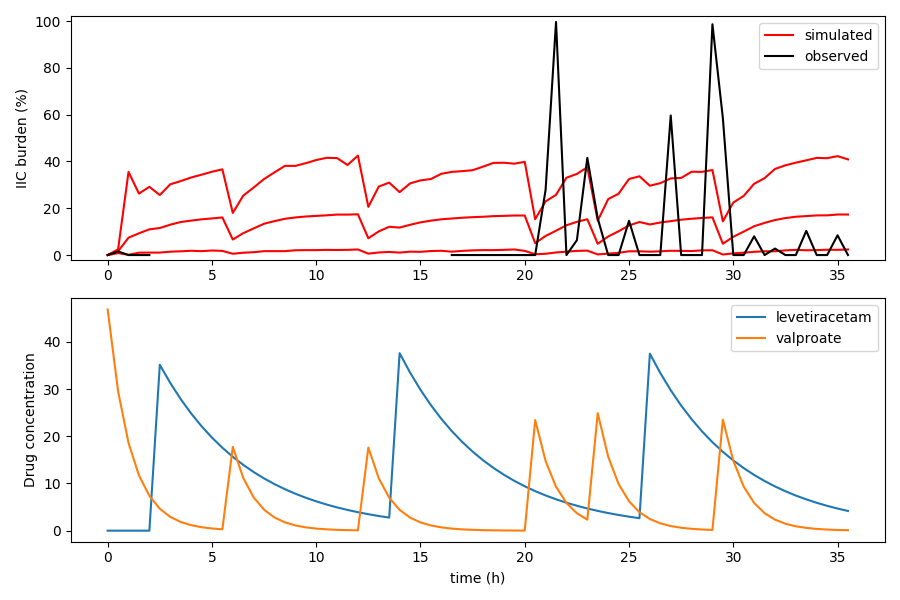 100
80
60
40
20
0
IIC burden (%)
simulated
observed
0 5 10 15 20 25 30 35
40
30
20
10
0
Drug concentration
levetiracetam
valproate
0 5 10 15 20 25 30 35
time (h)